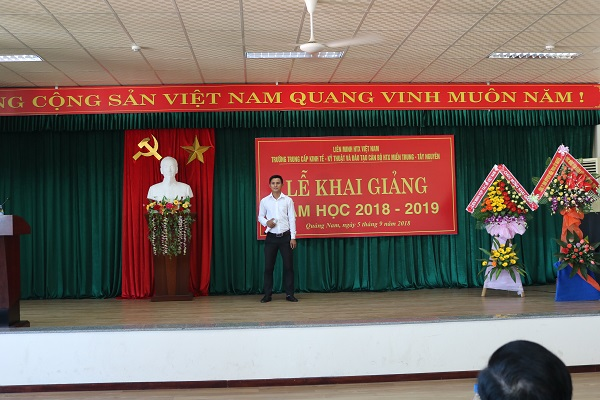 NG CỘNG SẢN VIỆT NAM QUANG VINH MUÔN NĂM !
LIÊN MINH HTX VIỆT NAM
TRƯỜNG TRUNG CẤP KINH TẾ - KỸ THUẬT VÀ ĐÀO TẠO CÁN BỘ HTX MIỀN TRUNG - TÂY NGUYÊN
LỄ KHAI GIẢNG
ĂM HỌC 2018 - 2019
Quảng Nam, ngày 5 tháng 9 năm 2018